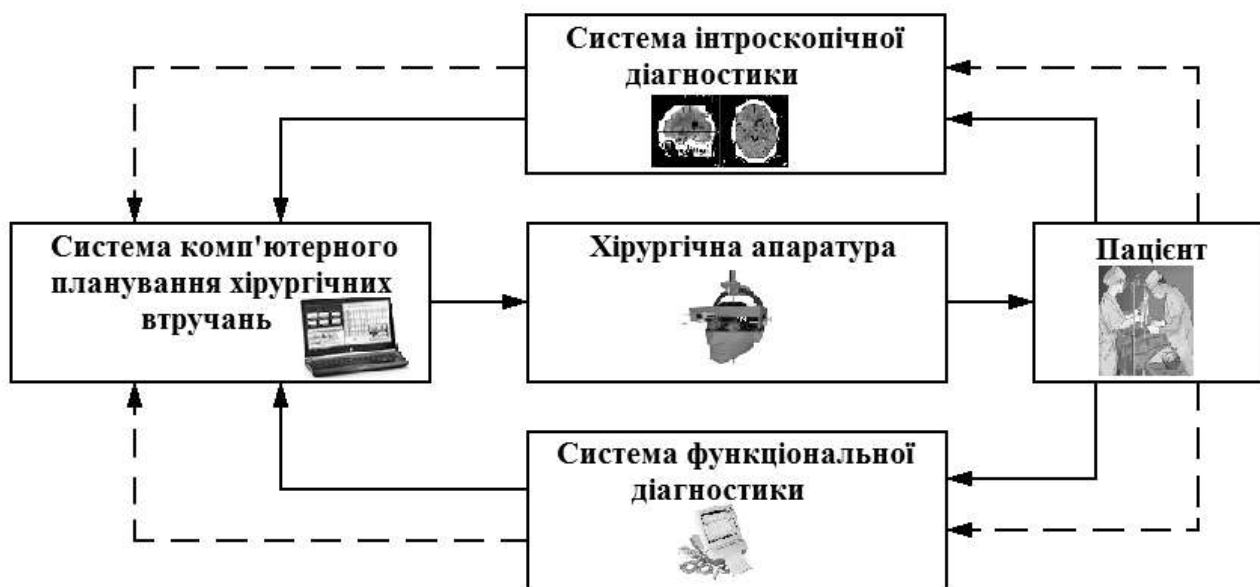 Система інтроскопічної
діагностики
Система комп'ютерного
планування хірургічних
втручань
Хірургічна апаратура
Пацієнт
Система функціональної
діагностики